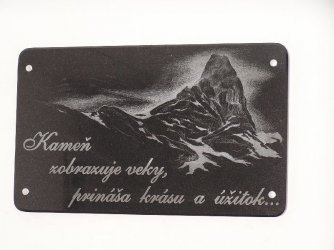 Kameň
zobrazuje veky,
prináša krásu a úžitok...